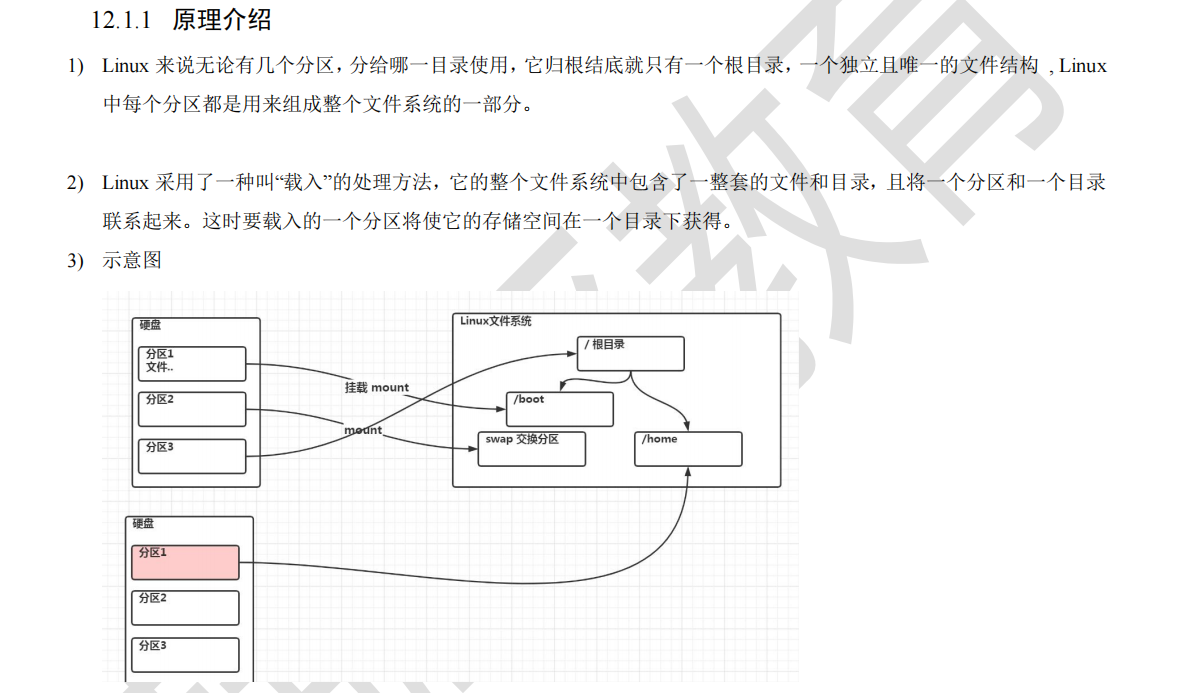 12.1.1 原理介绍
1) Linux 来说无论有几个分区，分给哪一目录使用，它归根结底就只有一个根目录，一个独立且唯一的文件结构 , Linux
中每个分区都是用来组成整个文件系统的一部分。
2) Linux 采用了一种叫“载入”的处理方法，它的整个文件系统中包含了一整套的文件和目录，且将一个分区和一个目录
联系起来。这时要载入的一个分区将使它的存储空间在一个目录下获得。
3) 示意图
硬盘
分区1
文件..
分区2
分区3
挂载 mount
mount
Linux文件系统
/ 根目录
/boot
swap 交换分区
/home
硬盘
分区1
分区2
分区3
教育